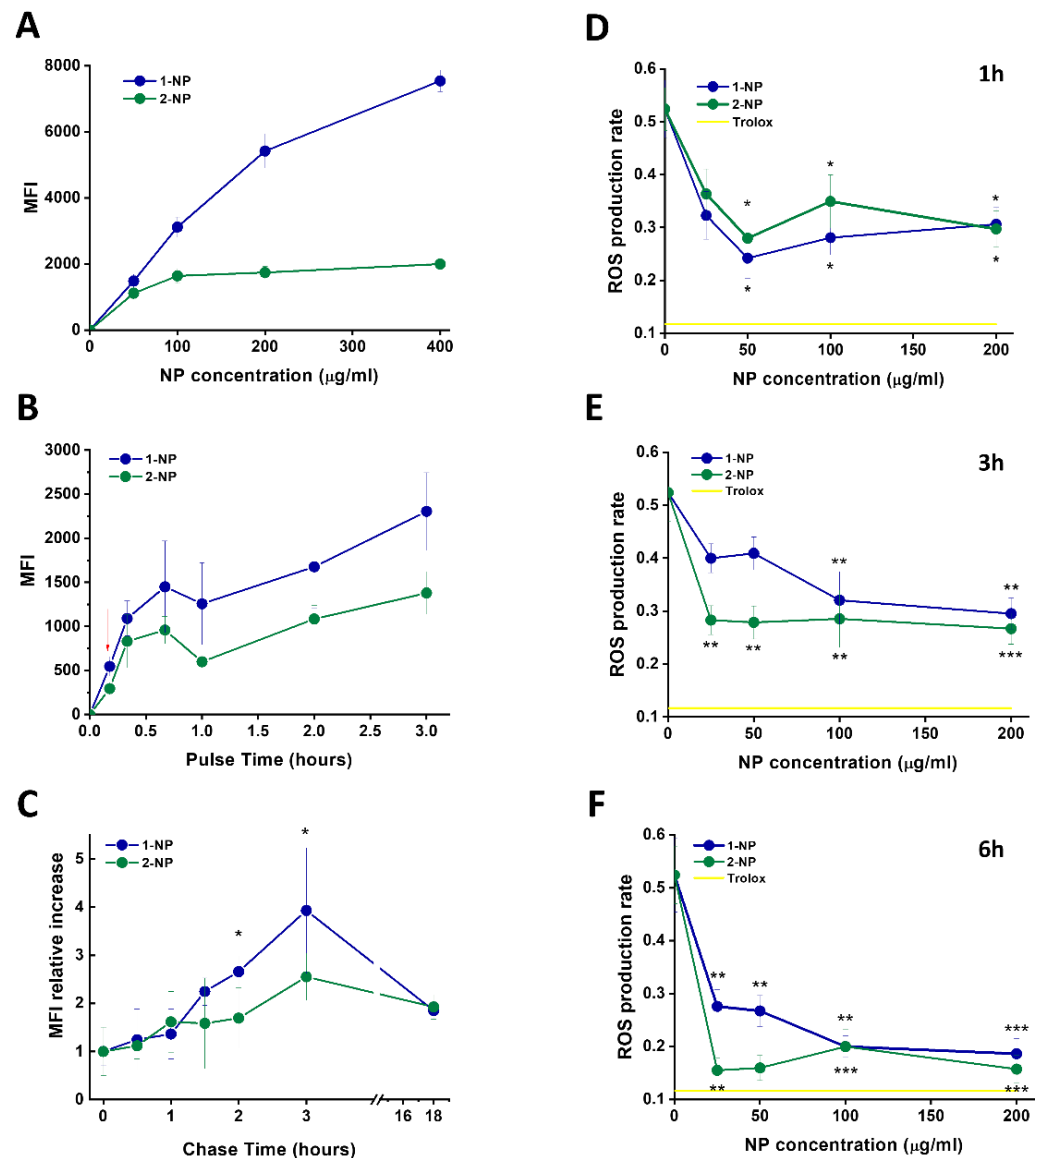 A
8000
6000
4000
2000
0
MFI
1-NP
2-NP
0 100 200 300 400
NP concentration (μg/ml)
B
3000
2500
2000
1500
1000
500
0
MFI
1-NP
2-NP
0.0 0.5 1.0 1.5 2.0 2.5 3.0
Pulse Time (hours)
C
5
4
3
2
1
0
MFI relative increase
1-NP
2-NP
*
*
0 1 2 3 16 18
Chase Time (hours)
D
1h
0.6
0.5
0.4
0.3
0.2
0.1
ROS production rate
1-NP
2-NP
Trolox
* * *
* * *
0 50 100 150 200
NP concentration (μg/ml)
E
3h
0.6
0.5
0.4
0.3
0.2
0.1
ROS production rate
1-NP
2-NP
Trolox
** **
** ** ** ***
0 50 100 150 200
NP concentration (μg/ml)
F
6h
0.6
0.5
0.4
0.3
0.2
0.1
ROS production rate
1-NP
2-NP
Trolox
** ** ** ***
** *** ***
0 50 100 150 200
NP concentration (μg/ml)